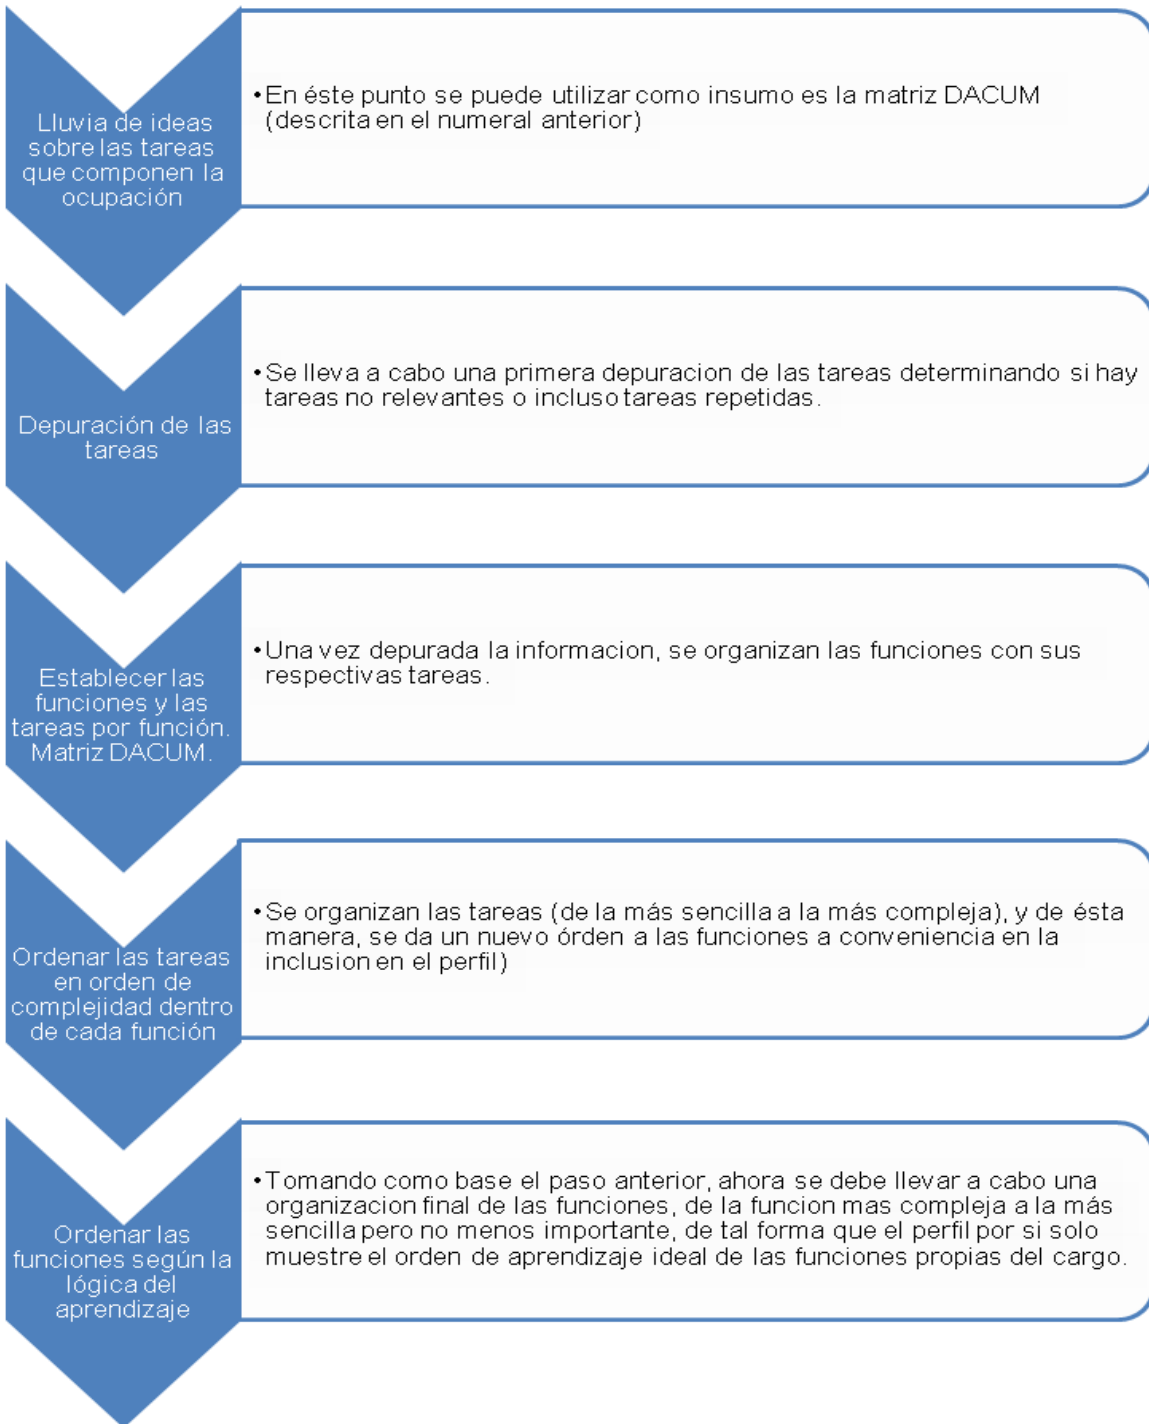 Lluvia de ideas
sobre las tareas
que componen la
ocupación
•En éste punto se puede utilizar como insumo es la matriz DACUM
(descrita en el numeral anterior)
Depuración de las
tareas
•Se lleva a cabo una primera depuracion de las tareas determinando si hay
tareas no relevantes o incluso tareas repetidas.
Establecer las
funciones y las
tareas por función.
Matriz DACUM.
•Una vez depurada la informacion, se organizan las funciones con sus
respectivas tareas.
Ordenar las tareas
en orden de
complejidad dentro
de cada función
•Se organizan las tareas (de la más sencilla a la más compleja), y de ésta
manera, se da un nuevo órden a las funciones a conveniencia en la
inclusion en el perfil)
Ordenar las
funciones según la
lógica del
aprendizaje
•Tomando como base el paso anterior, ahora se debe llevar a cabo una
organizacion final de las funciones, de la funcion mas compleja a la más
sencilla pero no menos importante, de tal forma que el perfil por si solo
muestre el orden de aprendizaje ideal de las funciones propias del cargo.